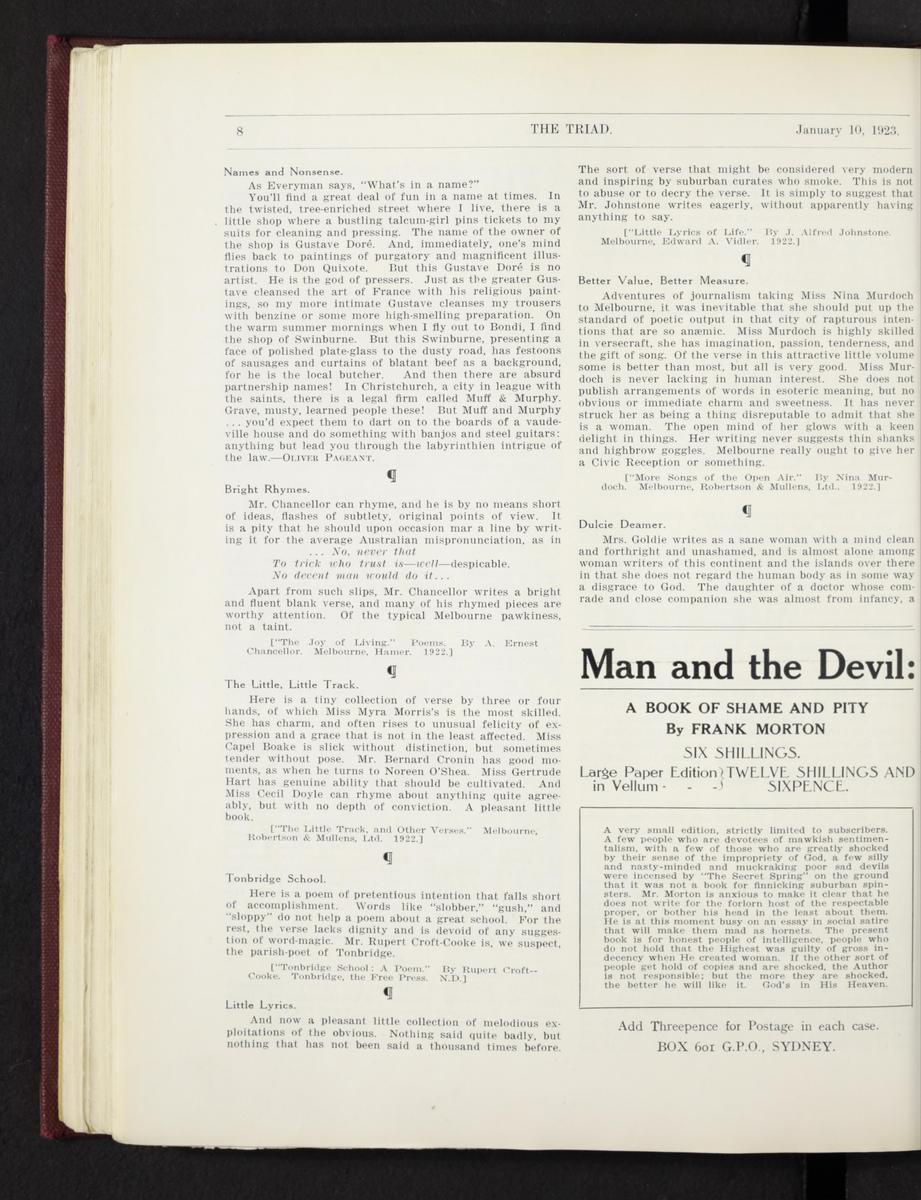 8
THE TRIAD.
January 10, 1923.
Names and Nonsense.
As Everyman says, "What's in a name?"
You'll find a great deal of fun in a name at times. In
the twisted, tree-enriched street where I live, there is a
little shop where a bustling talcum-girl pins tickets to my
suits for cleaning and pressing. The name of the owner of
the shop is Gustave Doré. And, immediately, one's mind
flies back to paintings of purgatory and magnificent illus-
trations to Don Quixote. But this Gustave Doré is no
artist. He is the god of pressers. Just as the greater Gus-
tave cleansed the art of France with his religious paint-
ings, so my more intimate Gustave cleanses my trousers
with benzine or some more high-smelling preparation. On
the warm summer mornings when I fly out to Bondi, I find
the shop of Swinburne. But this Swinburne, presenting a
face of polished plate-glass to the dusty road, has festoons
of sausages and curtains of blatant beef as a background,
for he is the local butcher. And then there are absurd
partnership names! In Christchurch, a city in league with
the saints, there is a legal firm called Muff & Murphy.
Grave, musty, learned people these! But Muff and Murphy
... you'd expect them to dart on to the boards of a vaude-
ville house and do something with banjos and steel guitars:
anything but lead you through the labyrinthien intrigue of
the law.—OLIVER PAGEANT.
¶
Bright Rhymes.
Mr. Chancellor can rhyme, and he is by no means short
of ideas, flashes of subtlety, original points of view. It
is a pity that he should upon occasion mar a line by writ-
ing it for the average Australian mispronunciation, as in
... No, never that
To trick who trust is—well—despicable.
No decent man would do it...
Apart from such slips, Mr. Chancellor writes a bright
and fluent blank verse, and many of his rhymed pieces are
worthy attention. Of the typical Melbourne pawkiness,
not a taint.
["The Joy of Living." Poems. By A. Ernest
Chancellor. Melbourne, Hamer. 1922.]
¶
The Little, Little Track.
Here is a tiny collection of verse by three or four
hands, of which Miss Myra Morris's is the most skilled.
She has charm, and often rises to unusual felicity of ex-
pression and a grace that is not in the least affected. Miss
Capel Boake is slick without distinction, but sometimes
tender without pose. Mr. Bernard Cronin has good mo-
ments, as when he turns to Noreen O'Shea. Miss Gertrude
Hart has genuine ability that should be cultivated. And
Miss Cecil Doyle can rhyme about anything quite agree-
ably, but with no depth of conviction. A pleasant little
book.
["The Little Track, and Other Verses." Melbourne,
Robertson & Mullens, Ltd. 1922.]
¶
Tonbridge School.
Here is a poem of pretentious intention that falls short
of accomplishment. Words like "slobber," "gush," and
"sloppy" do not help a poem about a great school. For the
rest, the verse lacks dignity and is devoid of any sugges-
tion of word-magic. Mr. Rupert Croft-Cooke is, we suspect,
the parish-poet of Tonbridge.
["Tonbridge School: A Poem." By Rupert Croft--
Cooke. Tonbridge, the Free Press. N.D.]
¶
Little Lyrics.
And now a pleasant little collection of melodious ex-
ploitations of the obvious. Nothing said quite badly, but
nothing that has not been said a thousand times before.
The sort of verse that might be considered very modern
and inspiring by suburban curates who smoke. This is not
to abuse or to decry the verse. It is simply to suggest that
Mr. Johnstone writes eagerly, without apparently having
anything to say.
["Little Lyrics of Life." By J. Alfred Johnstone.
Melbourne, Edward A. Vidler. 1922.]
¶
Better Value, Better Measure.
Adventures of journalism taking Miss Nina Murdoch
to Melbourne, it was inevitable that she should put up the
standard of poetic output in that city of rapturous inten-
tions that are so anæmic. Miss Murdoch is highly skilled
in versecraft, she has imagination, passion, tenderness, and
the gift of song. Of the verse in this attractive little volume
some is better than most, but all is very good. Miss Mur-
doch is never lacking in human interest. She does not
publish arrangements of words in esoteric meaning, but no
obvious or immediate charm and sweetness. It has never
struck her as being a thing disreputable to admit that she
is a woman. The open mind of her glows with a keen
delight in things. Her writing never suggests thin shanks
and highbrow goggles. Melbourne really ought to give her
a Civic Reception or something.
["More Songs of the Open Air." By Nina Mur-
doch. Melbourne, Robertson & Mullens, Ltd.. 1922.]
¶
Dulcie Deamer.
Mrs. Goldie writes as a sane woman with a mind clean
and forthright and unashamed, and is almost alone among
woman writers of this continent and the islands over there
in that she does not regard the human body as in some way
a disgrace to God. The daughter of a doctor whose com-
rade and close companion she was almost from infancy, a
Man and the Devil:
A BOOK OF SHAME AND PITY
By FRANK MORTON
SIX SHILLINGS.
Large Paper Edition } TWELVE SHILLINGS AND
in Vellum - - - } SIXPENCE.
A very small edition, strictly limited to subscribers.
A few people who are devotees of mawkish sentimen-
talism, with a few of those who are greatly shocked
by their sense of the impropriety of God, a few silly
and nasty-minded and muckraking poor sad devils
were incensed by "The Secret Spring" on the ground
that it was not a book for finnicking suburban spin-
sters. Mr. Morton is anxious to make it clear that he
does not write for the forlorn host of the respectable
proper, or bother his head in the least about them.
He is at this moment busy on an esssay in social satire
that will make them mad as hornets. The present
book is for honest people of intelligence, people who
do not hold that the Highest was guilty of gross in-
decency when He created woman. If the other sort of
people get hold of copies and are shocked, the Author
is not responsible; but the more they are shocked,
the better he will like it. God's in His Heaven.
Add Threepence for Postage in each case.
BOX 601 G.P.O., SYDNEY.